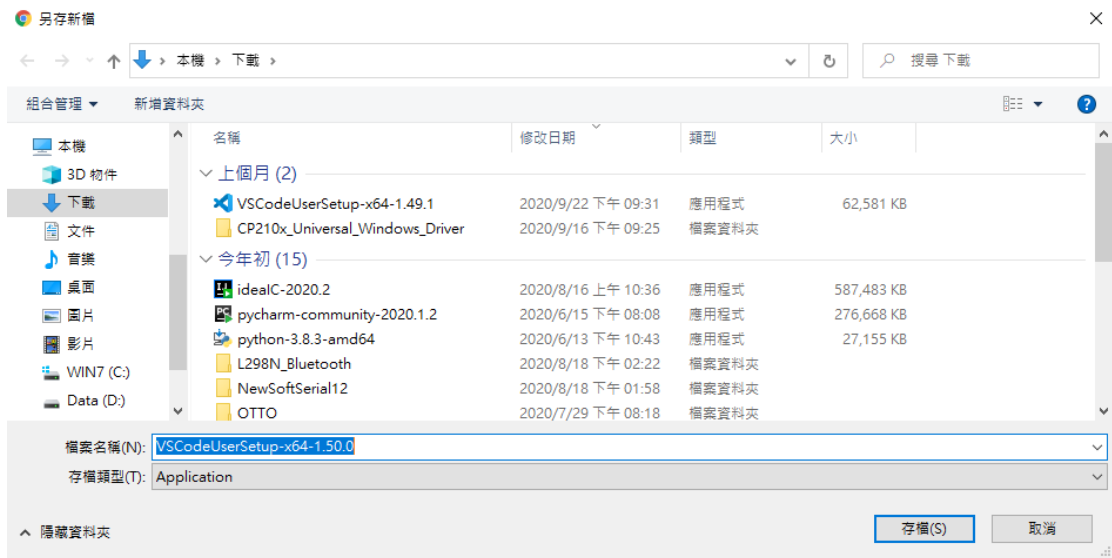 另存新檔
本機 › 下載 ›
搜尋 下載
組合管理 新增資料夾
本機
3D 物件
下載
文件
音樂
桌面
圖片
影片
WIN7 (C:)
Data (D:)
名稱 修改日期 類型 大小
上個月 (2)
VSCodeUserSetup-x64-1.49.1 2020/9/22 下午 09:31 應用程式 62,581 KB
CP210x_Universal_Windows_Driver 2020/9/16 下午 09:25 檔案資料夾
今年初 (15)
ideaIC-2020.2 2020/8/16 上午 10:36 應用程式 587,483 KB
pycharm-community-2020.1.2 2020/6/15 下午 08:08 應用程式 276,668 KB
python-3.8.3-amd64 2020/6/13 下午 10:43 應用程式 27,155 KB
L298N_Bluetooth 2020/8/18 下午 02:22 檔案資料夾
NewSoftSerial12 2020/8/18 下午 01:58 檔案資料夾
OTTO 2020/7/29 下午 08:18 檔案資料夾
檔案名稱(N): VSCodeUserSetup-x64-1.50.0
存檔類型(T): Application
隱藏資料夾
存檔(S) 取消